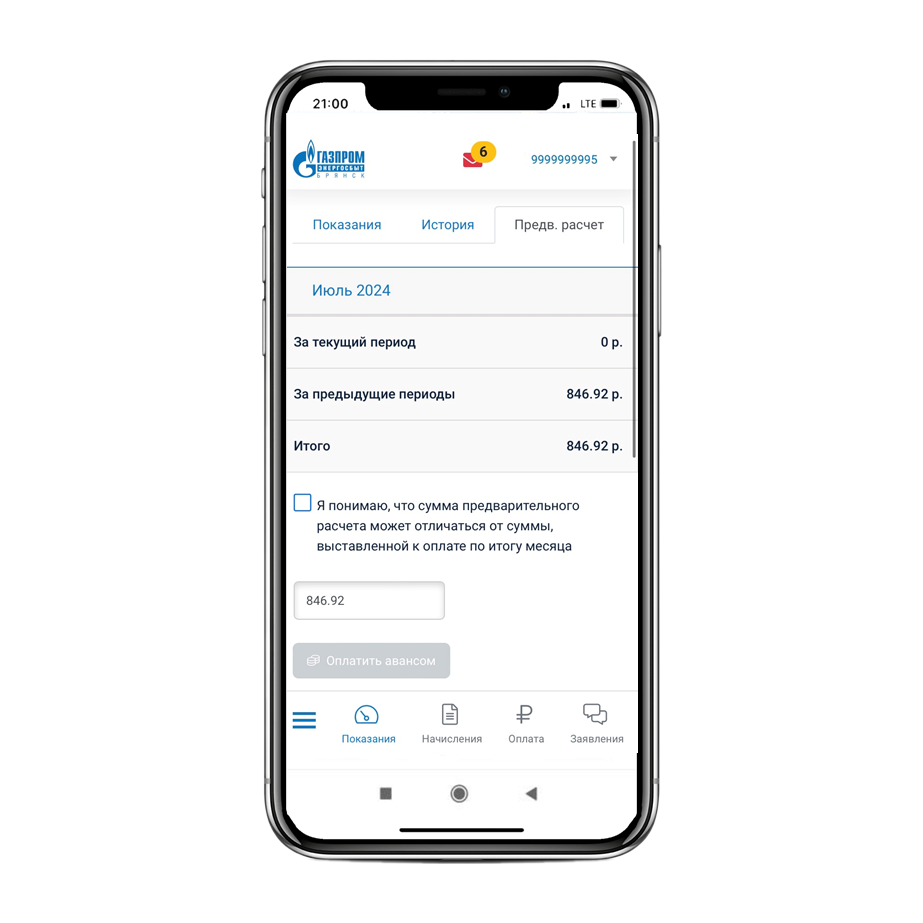 21:00
LTE
ГАЗПРОМ
ЭНЕРГОСБЫТ
БРЯНСК
6
9999999995
Показания
История
Предв. расчет
Июль 2024
За текущий период
0 р.
За предыдущие периоды
846.92 р.
Итого
846.92 р.
Я понимаю, что сумма предварительного
расчета может отличаться от суммы,
выставленной к оплате по итогу месяца
846.92
Оплатить авансом
Показания
Начисления
Оплата
Заявления